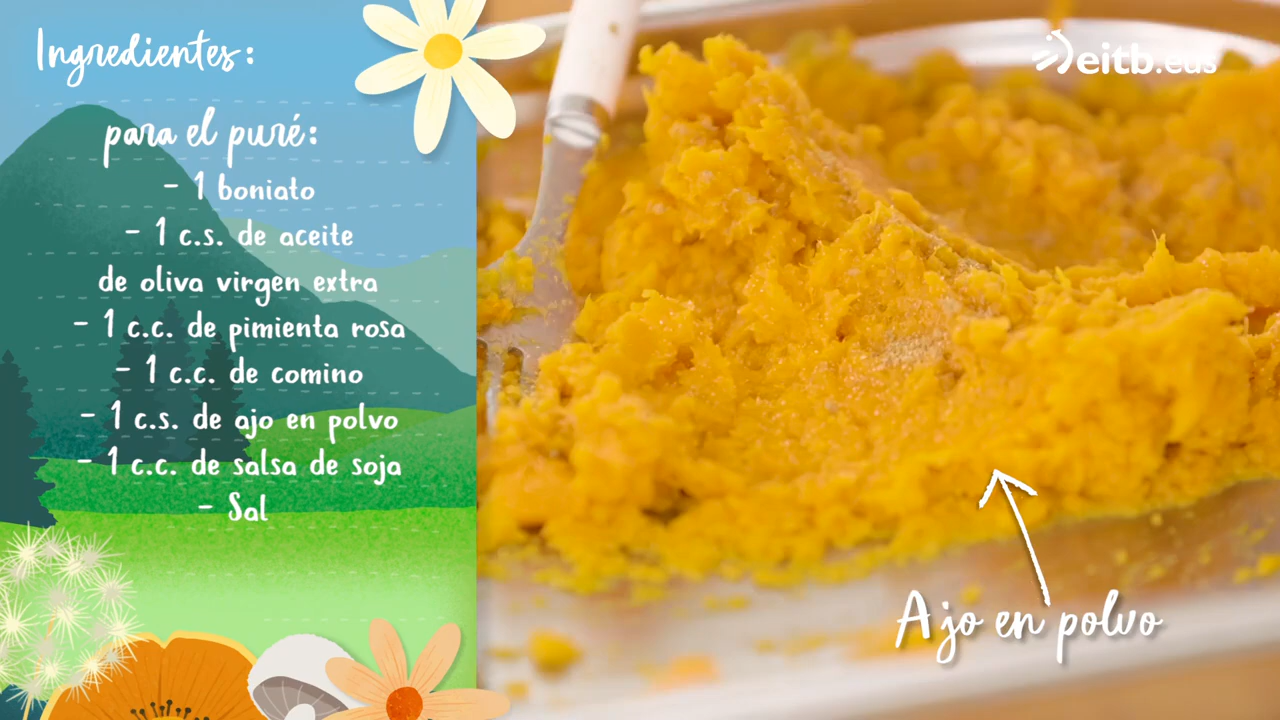 Ingredientes:
para el puré:
- 1 boniato
- 1 c.s. de aceite
de oliva virgen extra
- 1 c.c. de pimienta rosa
- 1 c.c. de comino
- 1 c.s. de ajo en polvo
- 1 c.c. de salsa de soja
- Sal
eitb.eus
Ajo en polvo